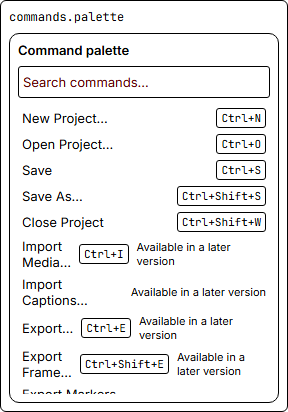 commands.palette
Command palette
Search commands...
New Project... Ctrl+N
Open Project... Ctrl+O
Save Ctrl+S
Save As... Ctrl+Shift+S
Close Project Ctrl+Shift+W
Import Media... Ctrl+I Available in a later version
Import Captions... Available in a later version
Export... Ctrl+E Available in a later version
Export Frame... Ctrl+Shift+E Available in a later version
Export Markers